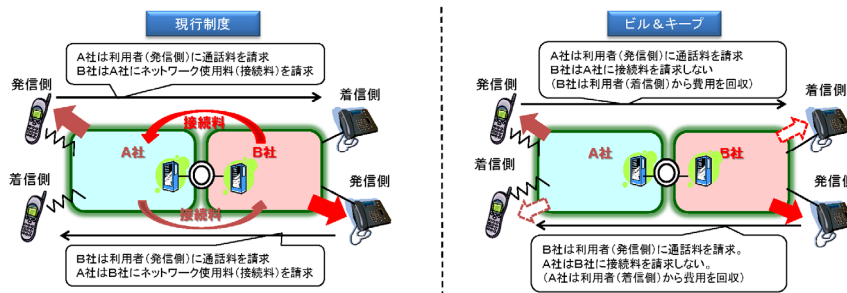 現行制度
A社は利用者(発信側)に通話料を請求
B社はA社にネットワーク使用料(接続料)を請求
発信側
着信側
接続料
A社
B社
着信側
発信側
接続料
B社は利用者(発信側)に通話料を請求
A社はB社にネットワーク使用料(接続料)を請求
ビル&キープ
A社は利用者(発信側)に通話料を請求
B社はA社に接続料を請求しない
(B社は利用者(着信側)から費用を回収)
発信側
着信側
A社
B社
着信側
発信側
B社は利用者(発信側)に通話料を請求。
A社はB社に接続料を請求しない。
(A社は利用者(着信側)から費用を回収)